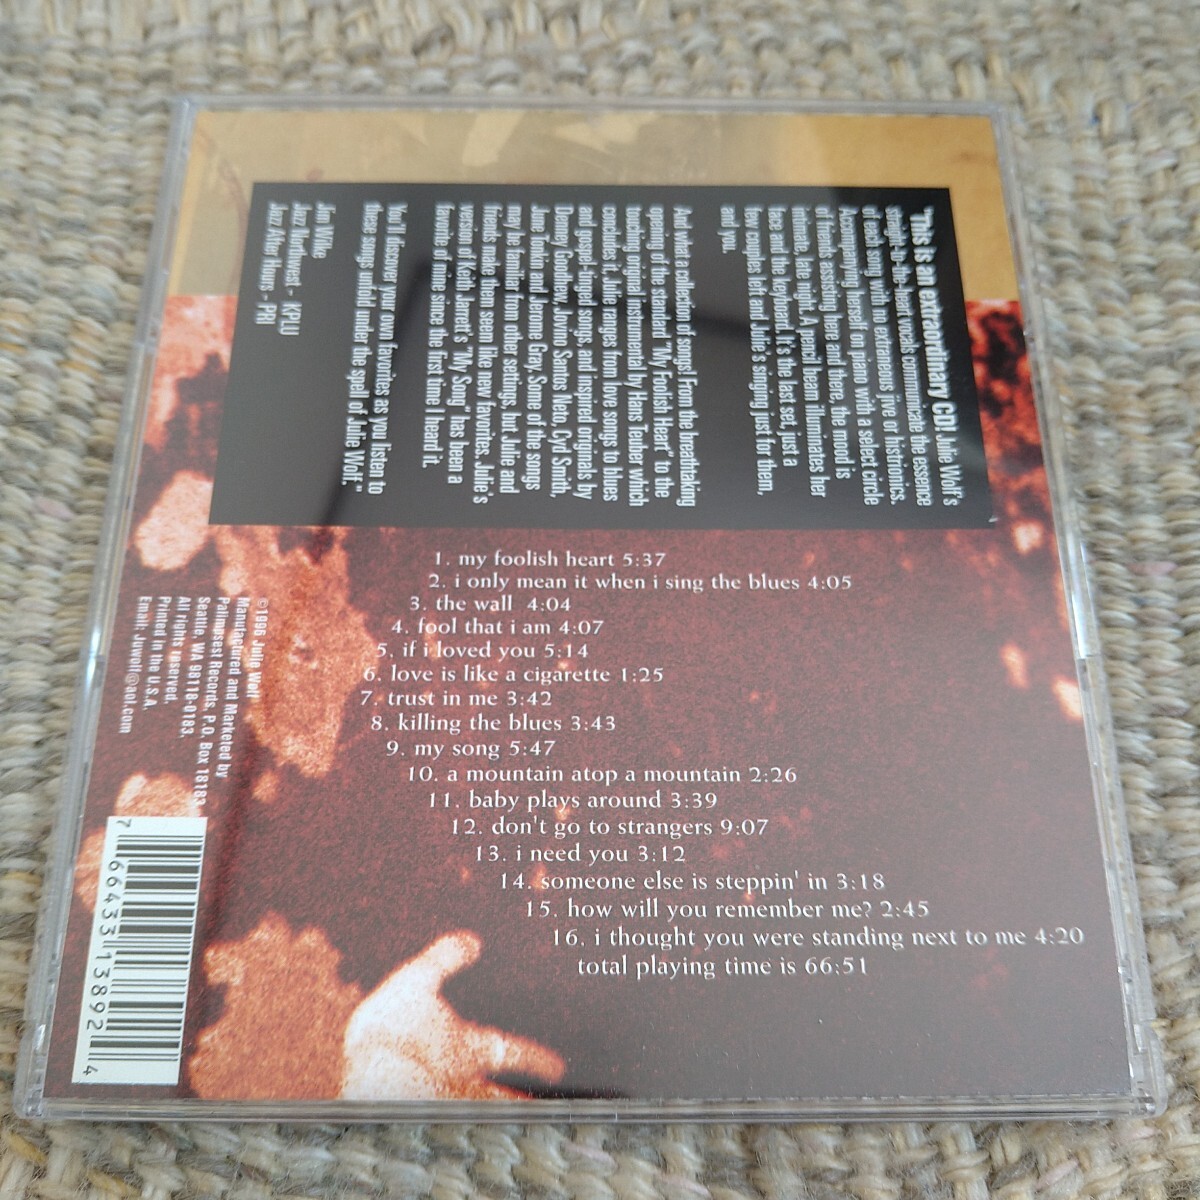 This is an extraordinary CD! Julie Wolf's
straight-to-the-heart vocals communicate the essence
of each song with no extraneous jive or histrionics.
Accompanying herself on piano with a select circle
of friends assisting here and there, the mood is
intimate, late night. A pencil beam illuminates her
face and the keyboard. It's the last set, just a
few couples left and Julie's singing just for them,
and you.
And what a collection of songs! From the breathtaking
opening of the standard "My Foolish Heart" to the
touching original instrumental by Hans Teuber which
concludes it, Julie ranges from love songs to blues
and gospel-tinged songs, and inspired originals by
Danny Godinez, Jovino Santos Neto, Cyd Smith,
Jane Tonkin and Jerome Gray. Some of the songs
may be familiar from other settings, but Julie and
friends make them seem like new favorites. Julie's
version of Keith Jarrett's "My Song" has been a
favorite of mine since the first time I heard it.
You'll discover your own favorites as you listen to
these songs unfold under the spell of Julie Wolf."
Jim Wilke,
Jazz Northwest - KPLU
Jazz After Hours - PRI
1. my foolish heart 5:37
2. i only mean it when i sing the blues 4:05
3. the wall 4:04
4. fool that i am 4:07
5. if i loved you 5:14
6. love is like a cigarette 1:25
7. trust in me 3:42
8. killing the blues 3:43
9. my song 5:47
10. a mountain atop a mountain 2:26
11. baby plays around 3:39
12. don't go to strangers 9:07
13. i need you 3:12
14. someone else is steppin' in 3:18
15. how will you remember me? 2:45
16. i thought you were standing next to me 4:20
total playing time is 66:51
©1996 Julie Wolf
Manufactured and Marketed by
Palimpsest Records, P.O. Box 18183
Seattle, WA 98118-0183.
All rights reserved.
Printed in the U.S.A.
Email: Juwolf@aol.com
7 66433 13892 4